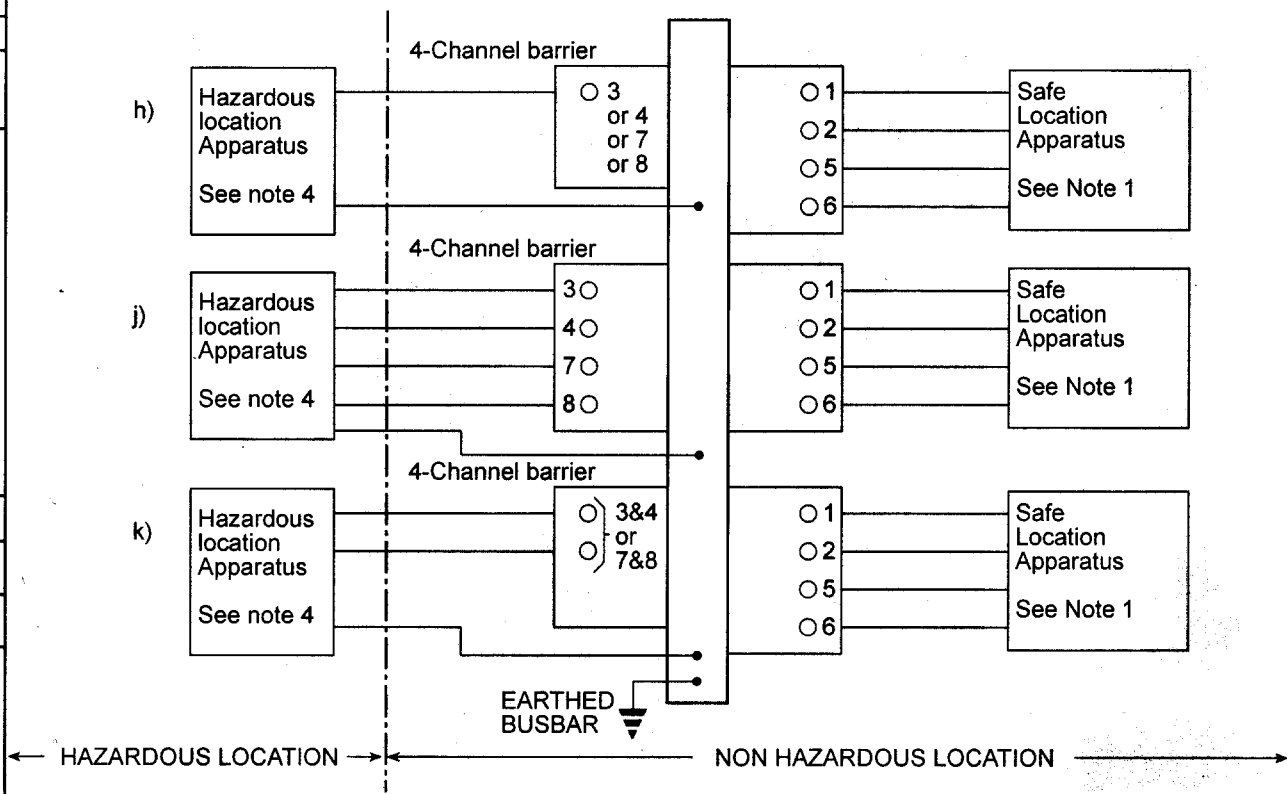 4-Channel barrier
h)
Hazardous
location
Apparatus
See note 4
3
or 4
or 7
or 8
1
2
5
6
Safe
Location
Apparatus
See Note 1
4-Channel barrier
j)
Hazardous
location
Apparatus
See note 4
3
4
7
8
1
2
5
6
Safe
Location
Apparatus
See Note 1
4-Channel barrier
k)
Hazardous
location
Apparatus
See note 4
3&4
or
7&8
1
2
5
6
Safe
Location
Apparatus
See Note 1
EARTHED
BUSBAR
HAZARDOUS LOCATION
NON HAZARDOUS LOCATION